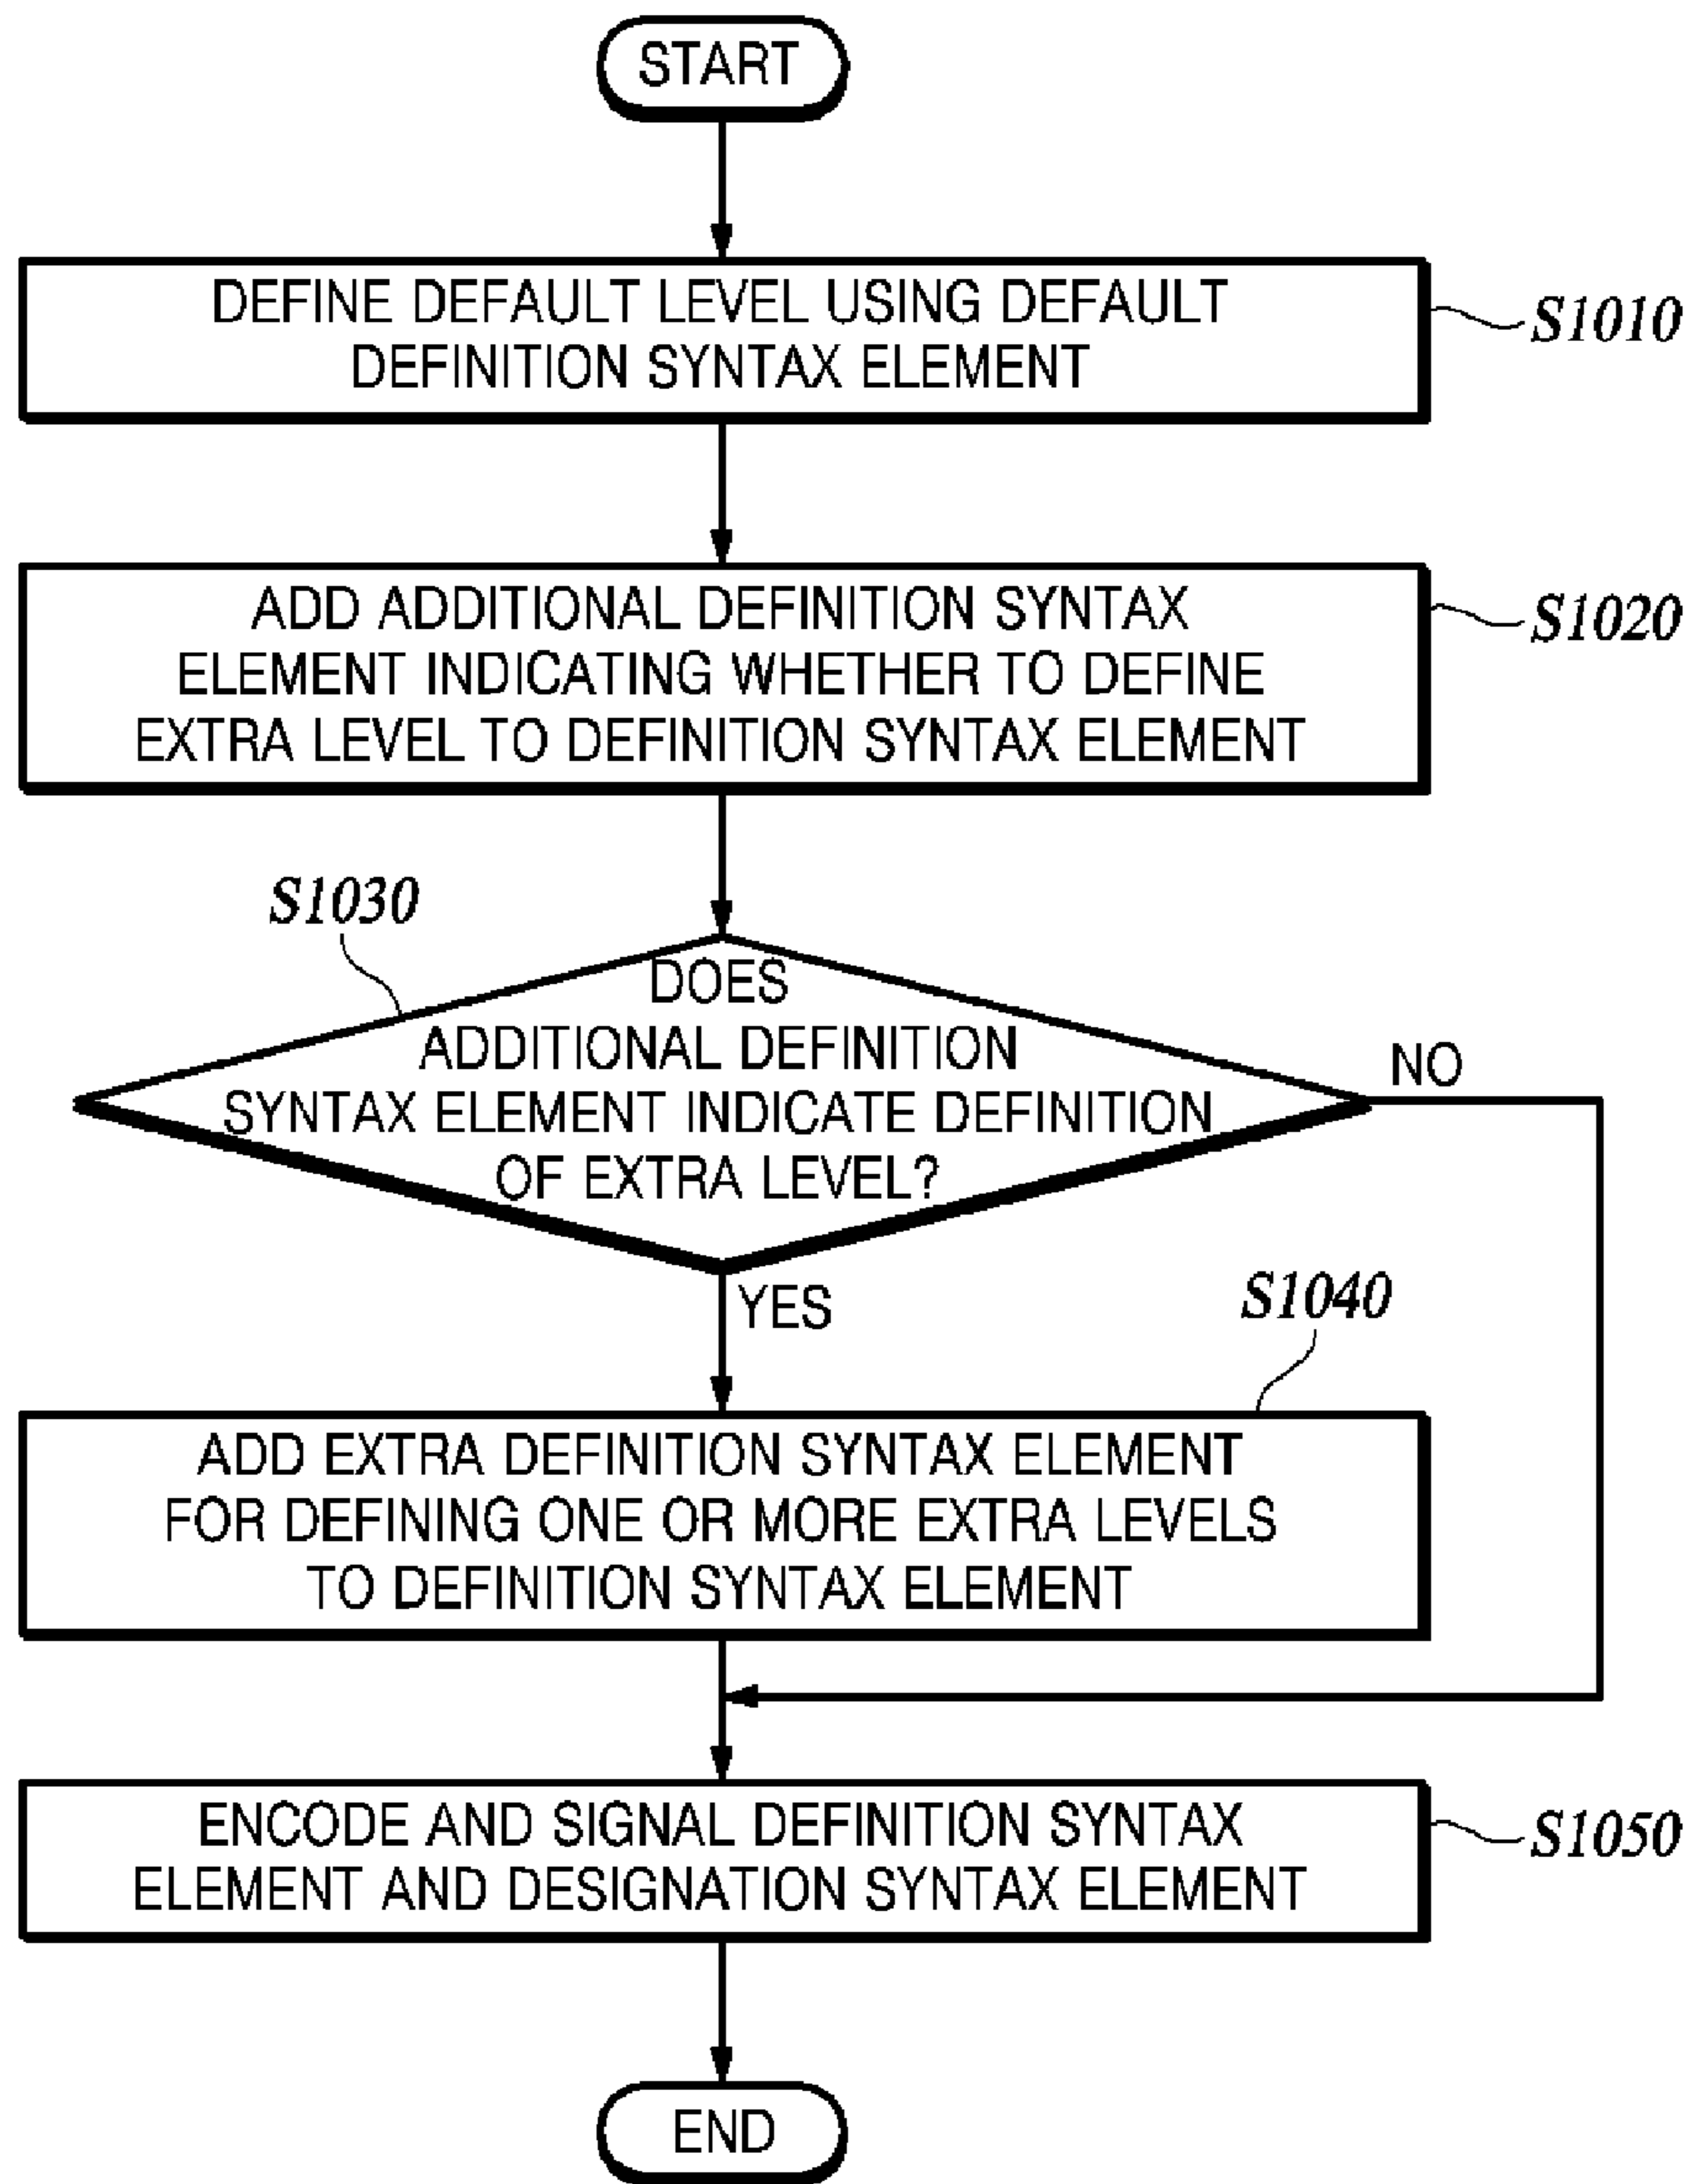 START
DEFINE DEFAULT LEVEL USING DEFAULT
DEFINITION SYNTAX ELEMENT
S1010
ADD ADDITIONAL DEFINITION SYNTAX
ELEMENT INDICATING WHETHER TO DEFINE
EXTRA LEVEL TO DEFINITION SYNTAX ELEMENT
S1020
S1030
DOES
ADDITIONAL DEFINITION
SYNTAX ELEMENT INDICATE DEFINITION
OF EXTRA LEVEL?
NO
YES
S1040
ADD EXTRA DEFINITION SYNTAX ELEMENT
FOR DEFINING ONE OR MORE EXTRA LEVELS
TO DEFINITION SYNTAX ELEMENT
ENCODE AND SIGNAL DEFINITION SYNTAX
ELEMENT AND DESIGNATION SYNTAX ELEMENT
S1050
END